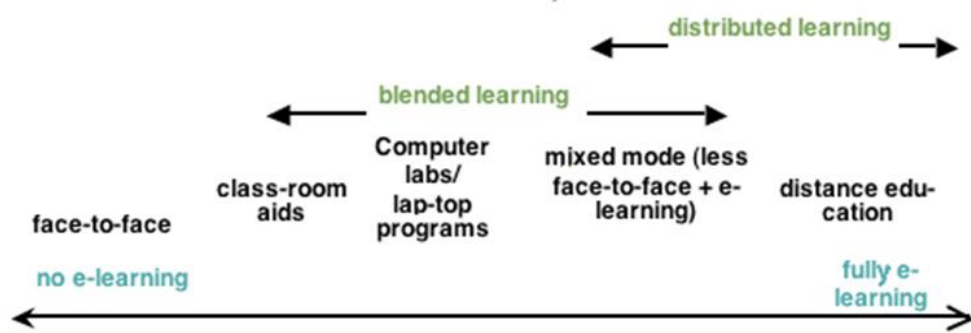 distributed learning
blended learning
face-to-face
class-room
aids
Computer
labs/
lap-top
programs
mixed mode (less
face-to-face + e-
learning)
distance edu-
cation
no e-learning
fully e-
learning